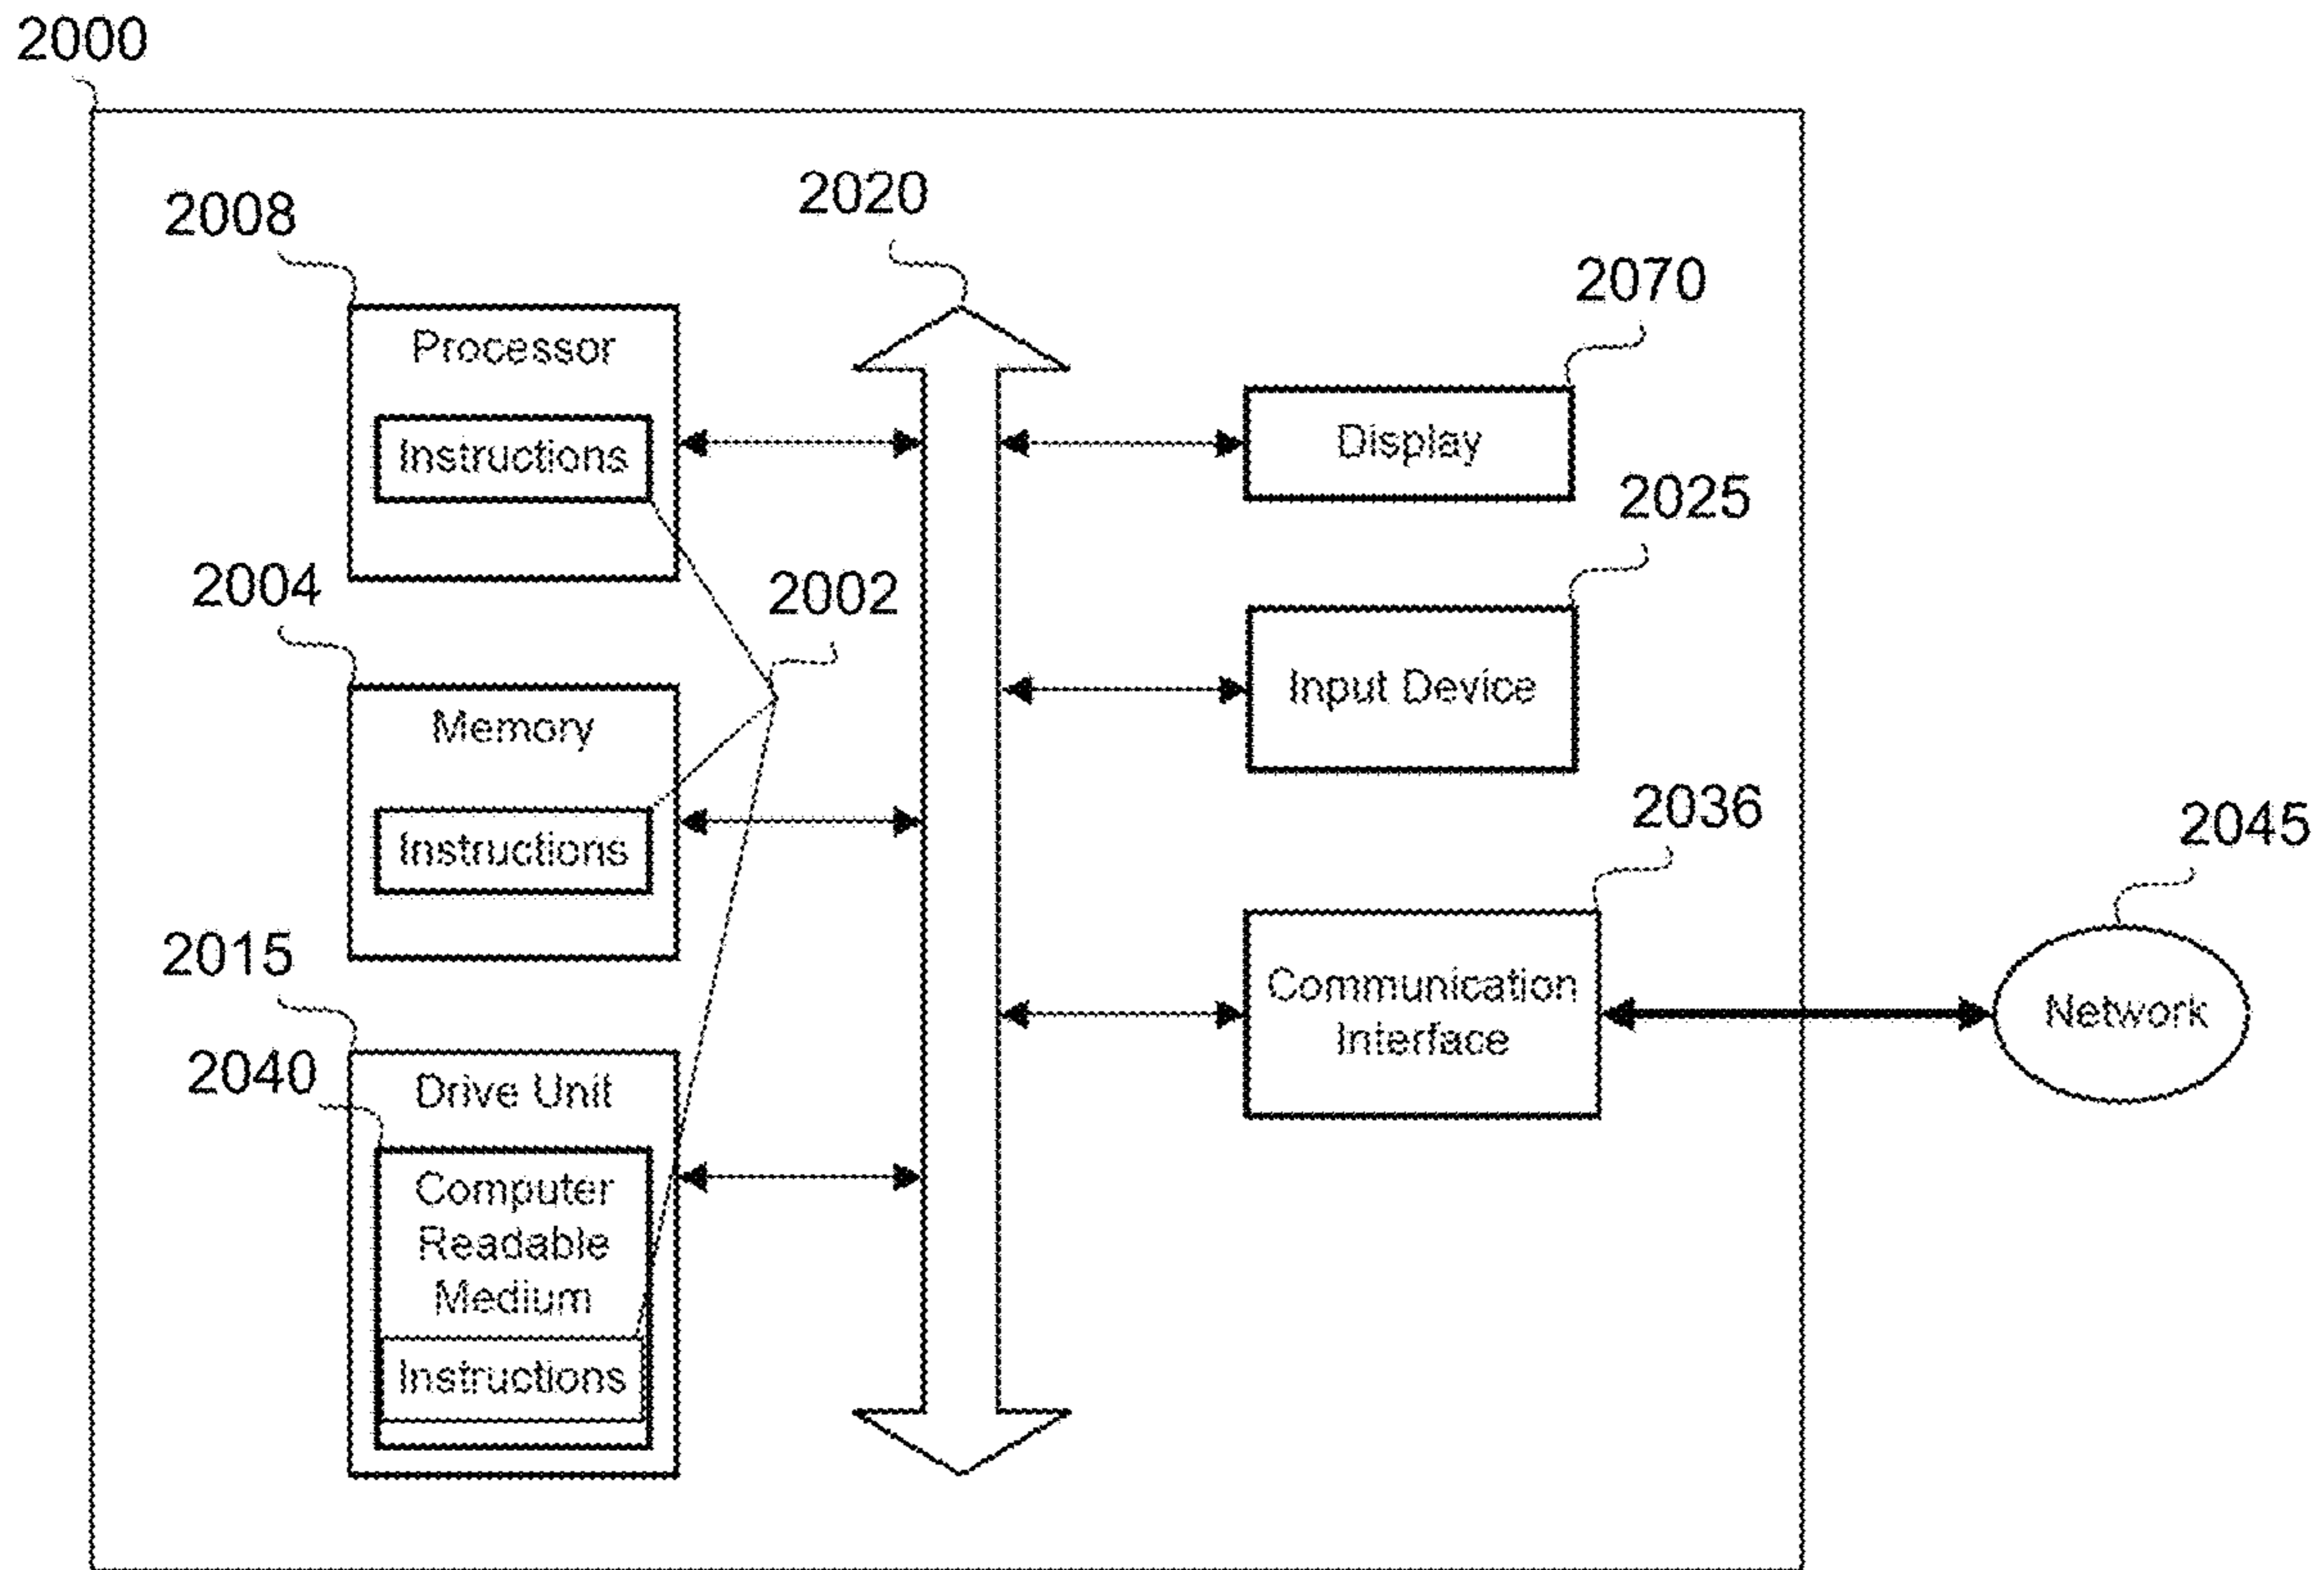 2000
2008
2020
2070
Processor
Instructions
Display
2025
2004
2002
Memory
Input Device
Instructions
2036
2045
2015
Communication
Interface
Network
2040
Drive Unit
Computer
Readable
Medium
Instructions